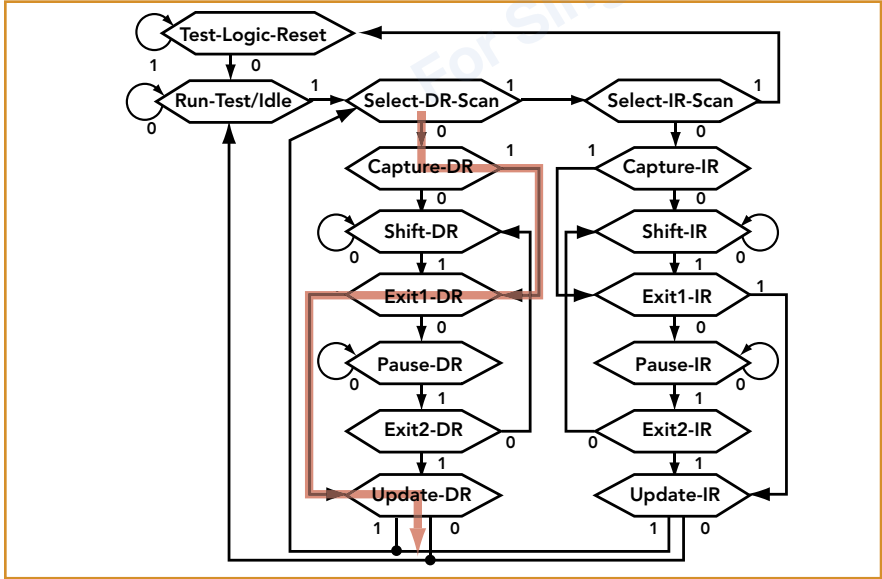 For Sing
Test-Logic-Reset
1 0
Run-Test/Idle 1 Select-DR-Scan 1 Select-IR-Scan 1
0 0 0
Capture-DR 1 1 Capture-IR
0 0
Shift-DR Shift-IR
0 1 1 0
Exit1-DR Exit1-IR 1
0 0
Pause-DR Pause-IR
0 1 1 0
Exit2-DR Exit2-IR
0 0
1 1
Update-DR Update-IR
1 0 1 0